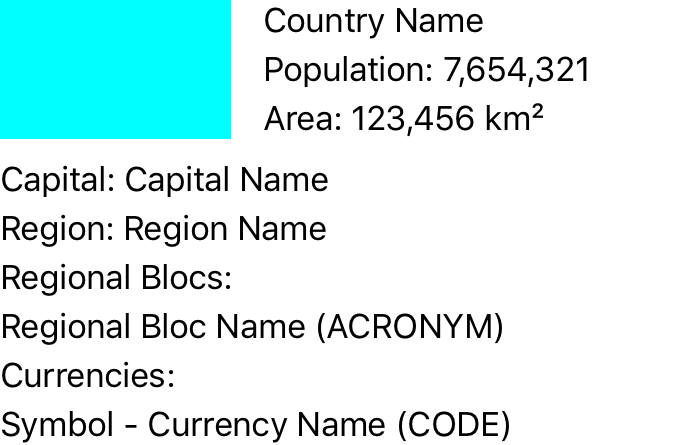 Country Name
Population: 7,654,321
Area: 123,456 km²
Capital: Capital Name
Region: Region Name
Regional Blocs:
Regional Bloc Name (ACRONYM)
Currencies:
Symbol - Currency Name (CODE)